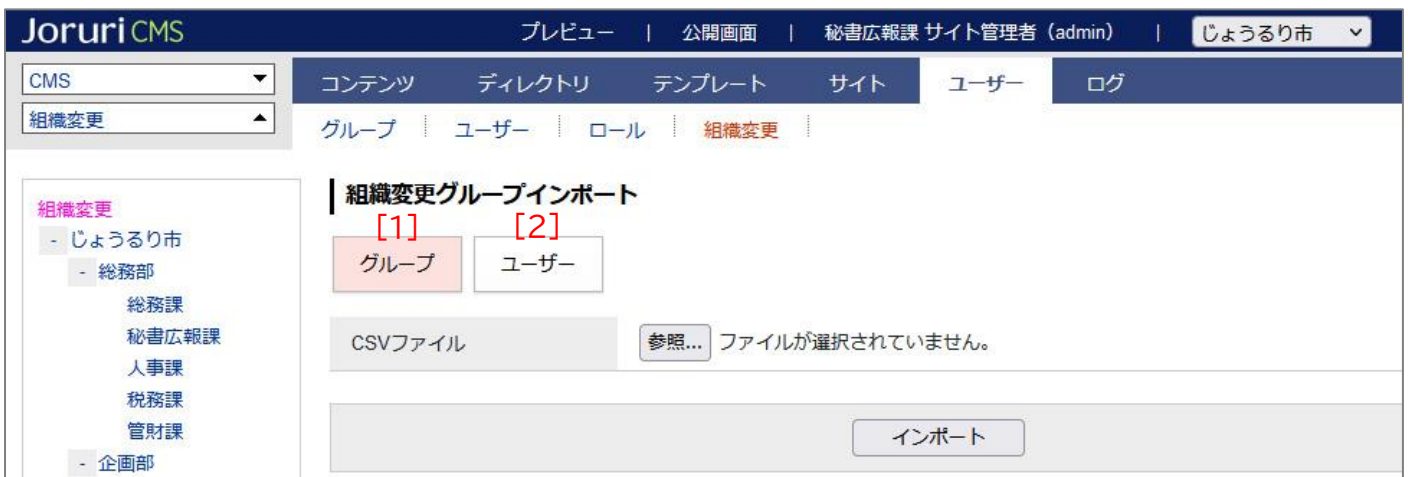 Joruri CMS プレビュー | 公開画面 | 秘書広報課 サイト管理者（admin） | じょうるり市
CMS
組織変更
コンテンツ ディレクトリ テンプレート サイト ユーザー ログ
グループ ユーザー ロール 組織変更
組織変更
- じょうるり市
- 総務部
総務課
秘書広報課
人事課
税務課
管財課
- 企画部
組織変更グループインポート
[1] [2]
グループ ユーザー
CSVファイル 参照... ファイルが選択されていません。
インポート